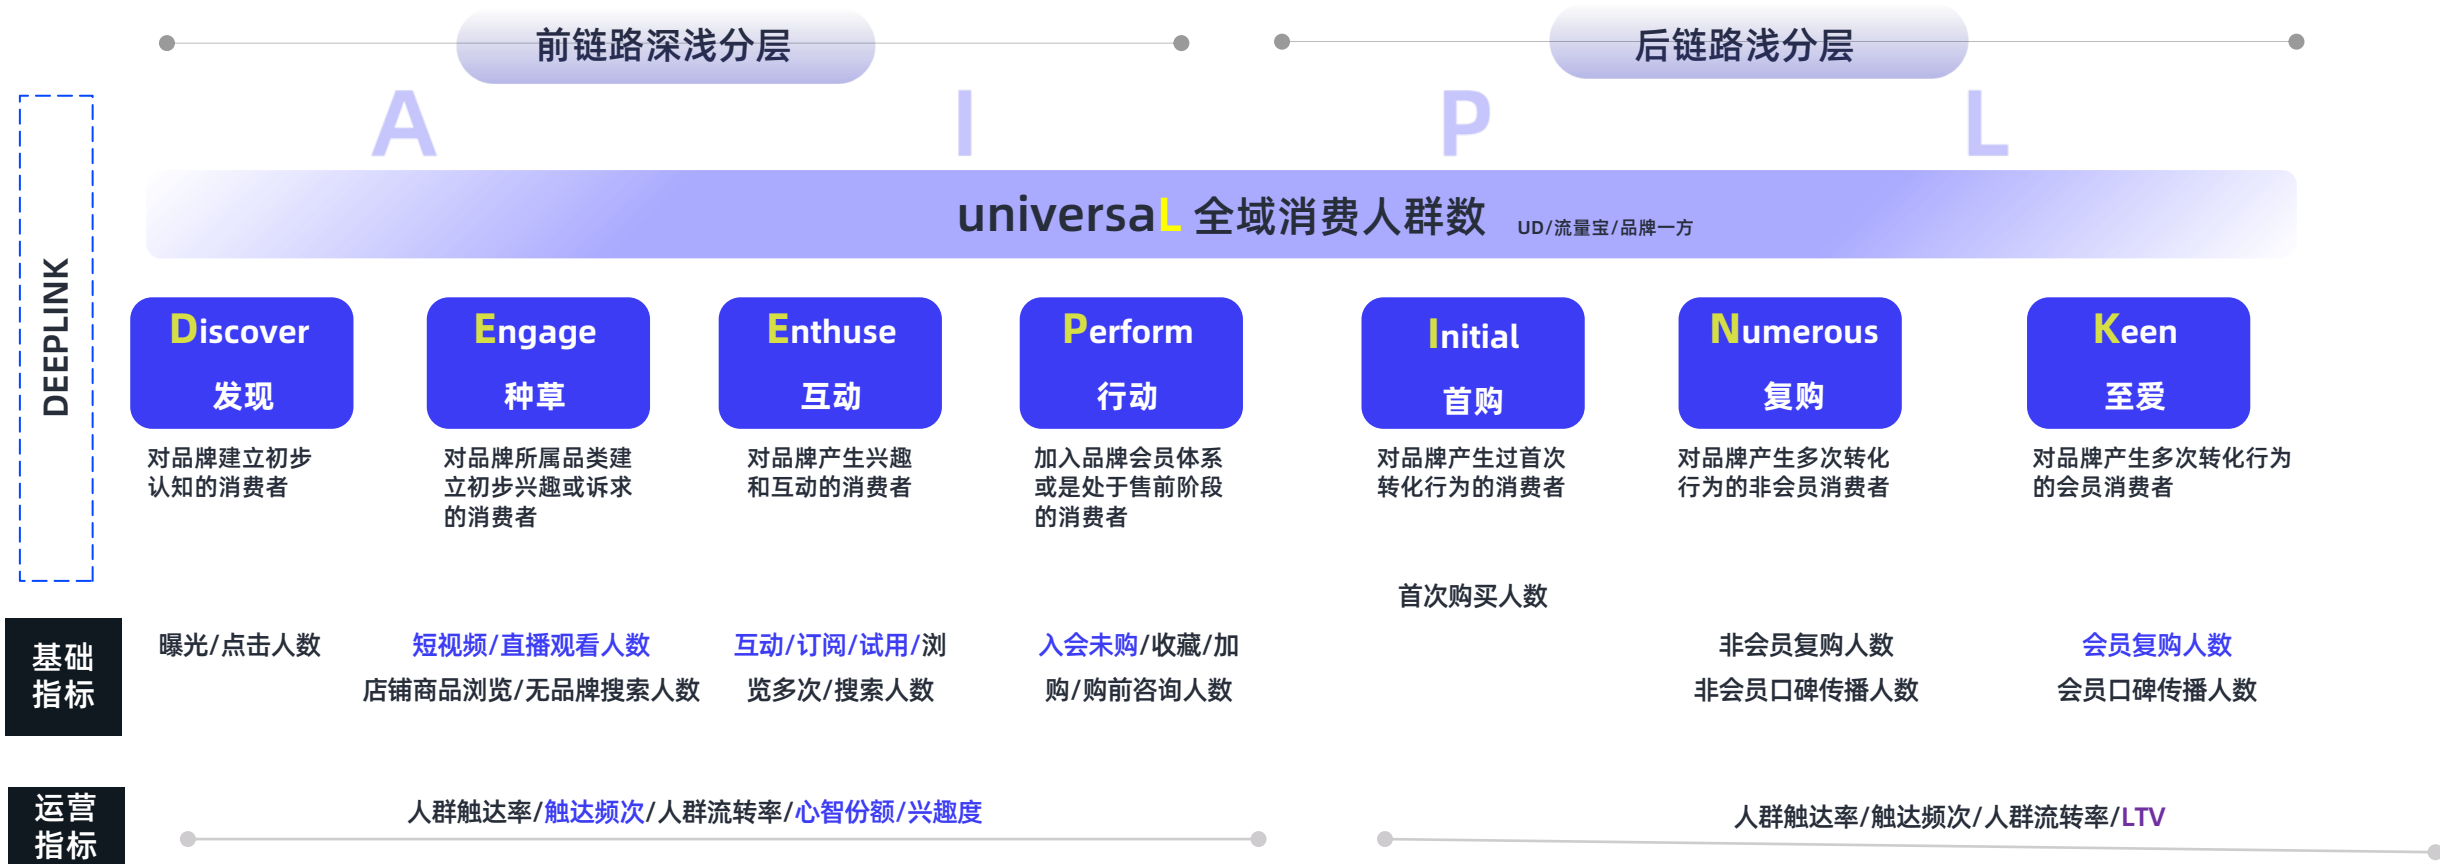 前链路深浅分层
后链路浅分层
A
I
P
L
universaL 全域消费人群数 UD/流量宝/品牌一方
DEEPLINK
Discover
发现
对品牌建立初步
认知的消费者
Engage
种草
对品牌所属品类建
立初步兴趣或诉求
的消费者
Enthuse
互动
对品牌产生兴趣
和互动的消费者
Perform
行动
加入品牌会员体系
或是处于售前阶段
的消费者
Initial
首购
对品牌产生过首次
转化行为的消费者
Numerous
复购
对品牌产生多次转化
行为的非会员消费者
Keen
至爱
对品牌产生多次转化行为
的会员消费者
基础
指标
曝光/点击人数
短视频/直播观看人数
店铺商品浏览/无品牌搜索人数
互动/订阅/试用/浏
览多次/搜索人数
入会未购/收藏/加
购/购前咨询人数
首次购买人数
非会员复购人数
非会员口碑传播人数
会员复购人数
会员口碑传播人数
运营
指标
人群触达率/触达频次/人群流转率/心智份额/兴趣度
人群触达率/触达频次/人群流转率/LTV